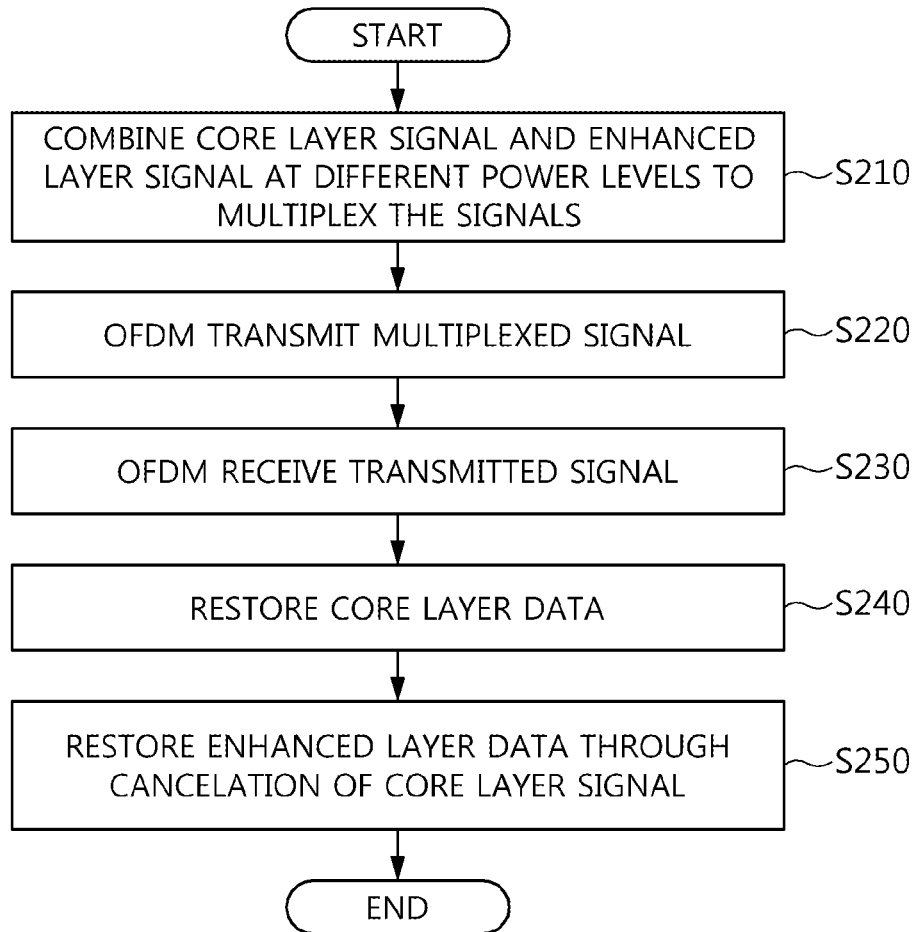 START
COMBINE CORE LAYER SIGNAL AND ENHANCED
LAYER SIGNAL AT DIFFERENT POWER LEVELS TO
MULTIPLEX THE SIGNALS
S210
OFDM TRANSMIT MULTIPLEXED SIGNAL
S220
OFDM RECEIVE TRANSMITTED SIGNAL
S230
RESTORE CORE LAYER DATA
S240
RESTORE ENHANCED LAYER DATA THROUGH
CANCELATION OF CORE LAYER SIGNAL
S250
END